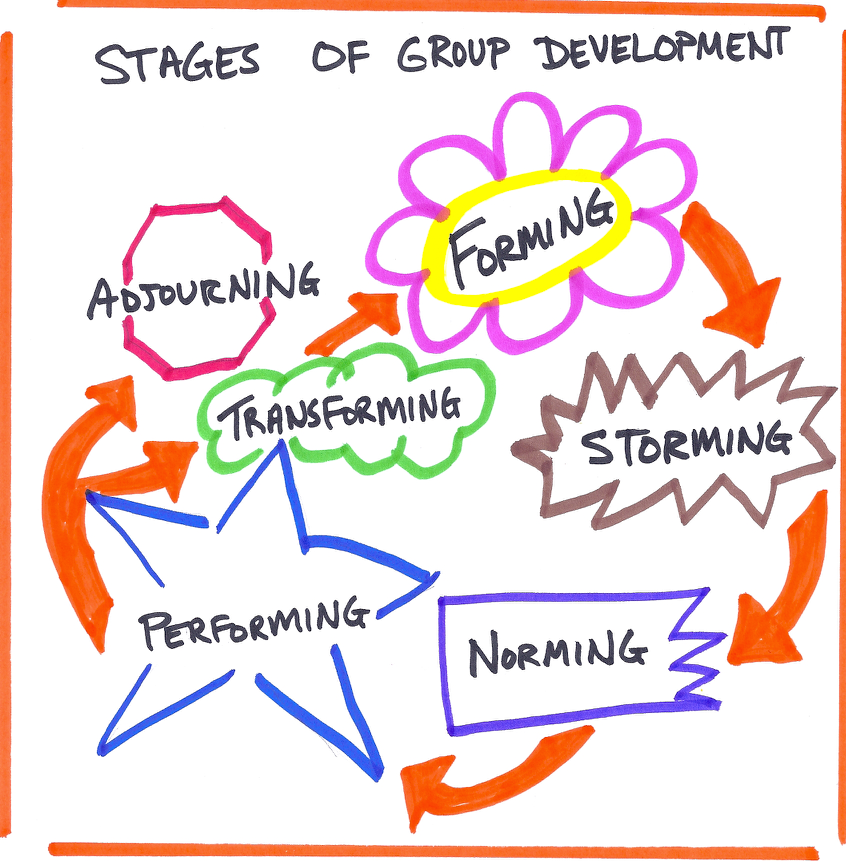 STAGES OF GROUP DEVELOPMENT
FORMING
ADJOURNING
TRANSFORMING
STORMING
PERFORMING
NORMING